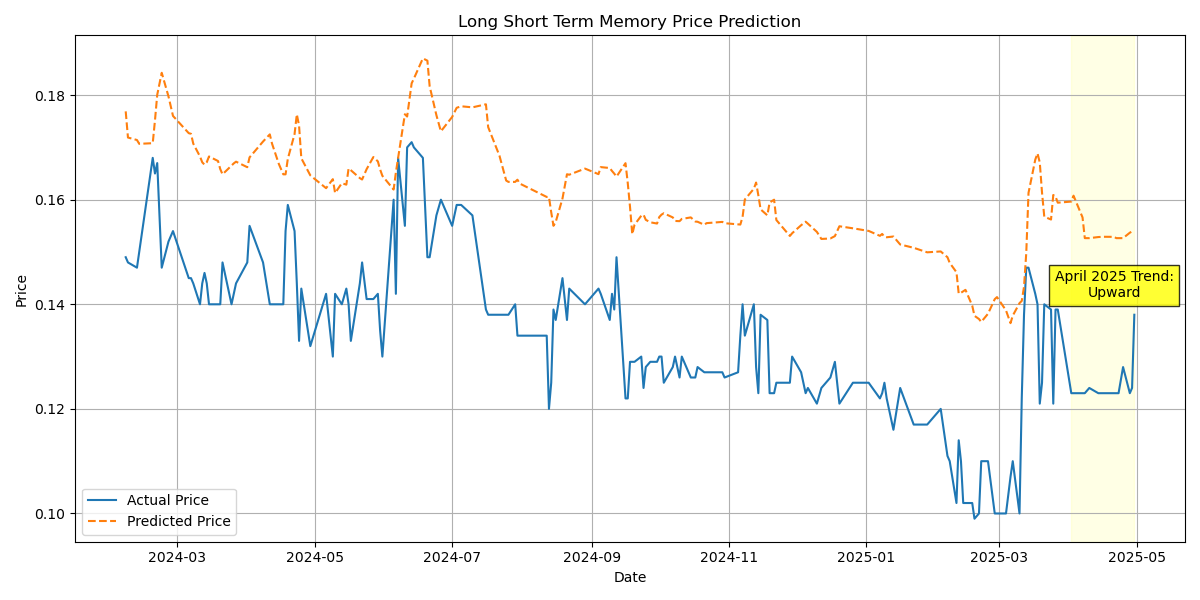 Long Short Term Memory Price Prediction
Price
0.18
0.16
0.14
0.12
0.10
April 2025 Trend:
Upward
Actual Price
Predicted Price
2024-03
2024-05
2024-07
2024-09
2024-11
2025-01
2025-03
2025-05
Date